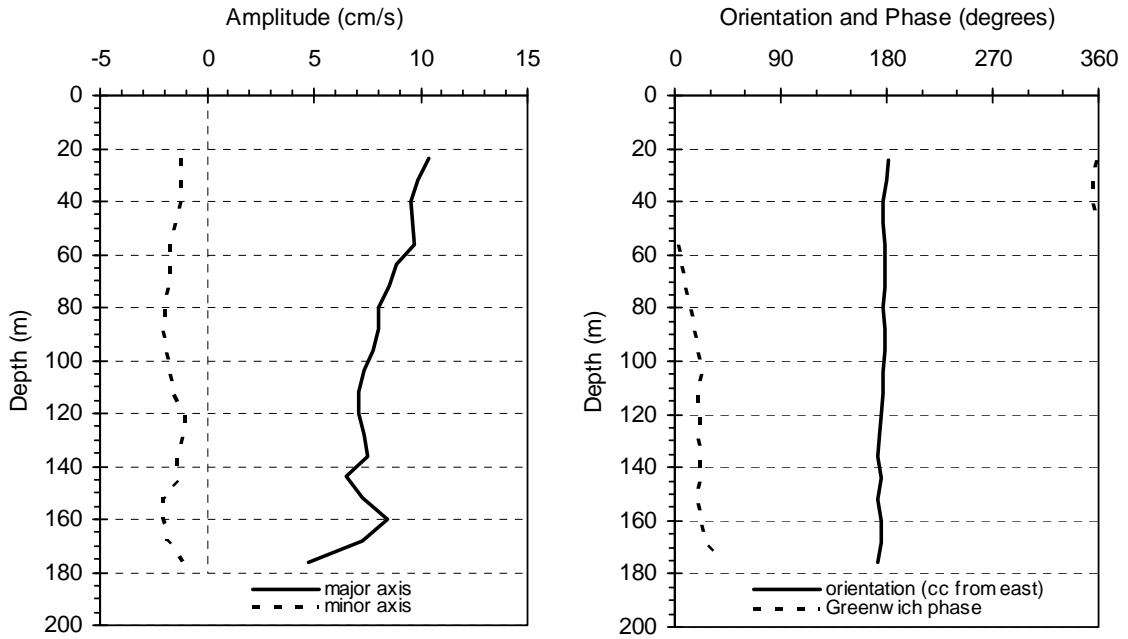 Amplitude (cm/s)
-5 0 5 10 15
0
20
40
60
80
100
120
140
160
180
200
Depth (m)
major axis
minor axis
Orientation and Phase (degrees)
0 90 180 270 360
0
20
40
60
80
100
120
140
160
180
200
Depth (m)
orientation (cc from east)
Greenwich phase